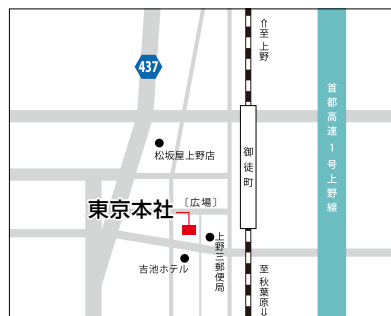 ⇧至上野
437
首都高速1号上野線
松坂屋上野店
御徒町
〔広場〕
東京本社
上野三郵便局
吉池ホテル
至秋葉原⇩